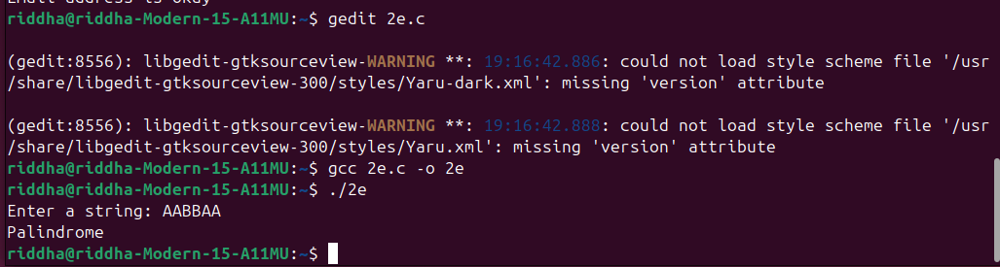 riddha@riddha-Modern-15-A11MU:~$ gedit 2e.c
(gedit:8556): libgedit-gtksourceview-WARNING **: 19:16:42.886: could not load style scheme file '/usr
/share/libgedit-gtksourceview-300/styles/Yaru-dark.xml': missing 'version' attribute
(gedit:8556): libgedit-gtksourceview-WARNING **: 19:16:42.888: could not load style scheme file '/usr
/share/libgedit-gtksourceview-300/styles/Yaru.xml': missing 'version' attribute
riddha@riddha-Modern-15-A11MU:~$ gcc 2e.c -o 2e
riddha@riddha-Modern-15-A11MU:~$ ./2e
Enter a string: AABBAA
Palindrome
riddha@riddha-Modern-15-A11MU:~$